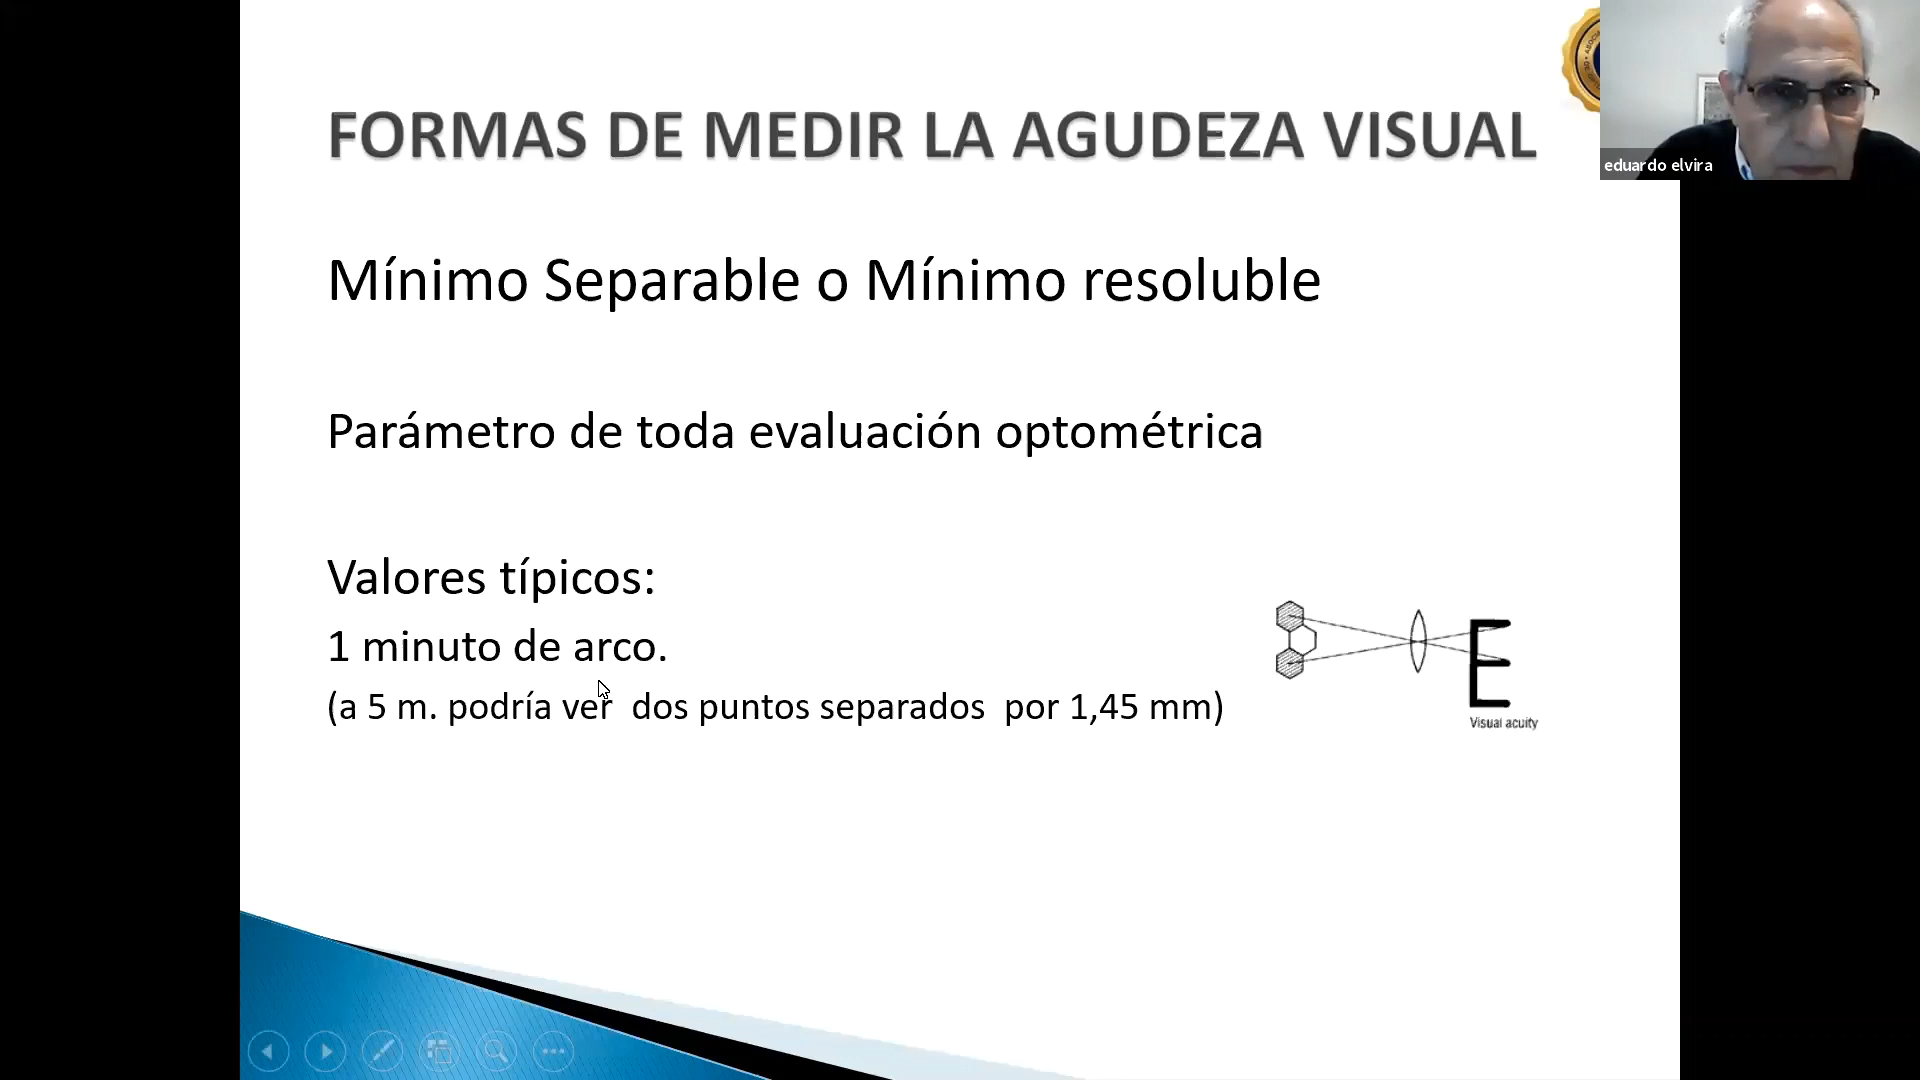 FORMAS DE MEDIR LA AGUDEZA VISUAL
eduardo elvira
Mínimo Separable o Mínimo resoluble
Parámetro de toda evaluación optométrica
Valores típicos:
1 minuto de arco.
(a 5 m. podría ver dos puntos separados por 1,45 mm)
Visual acuity